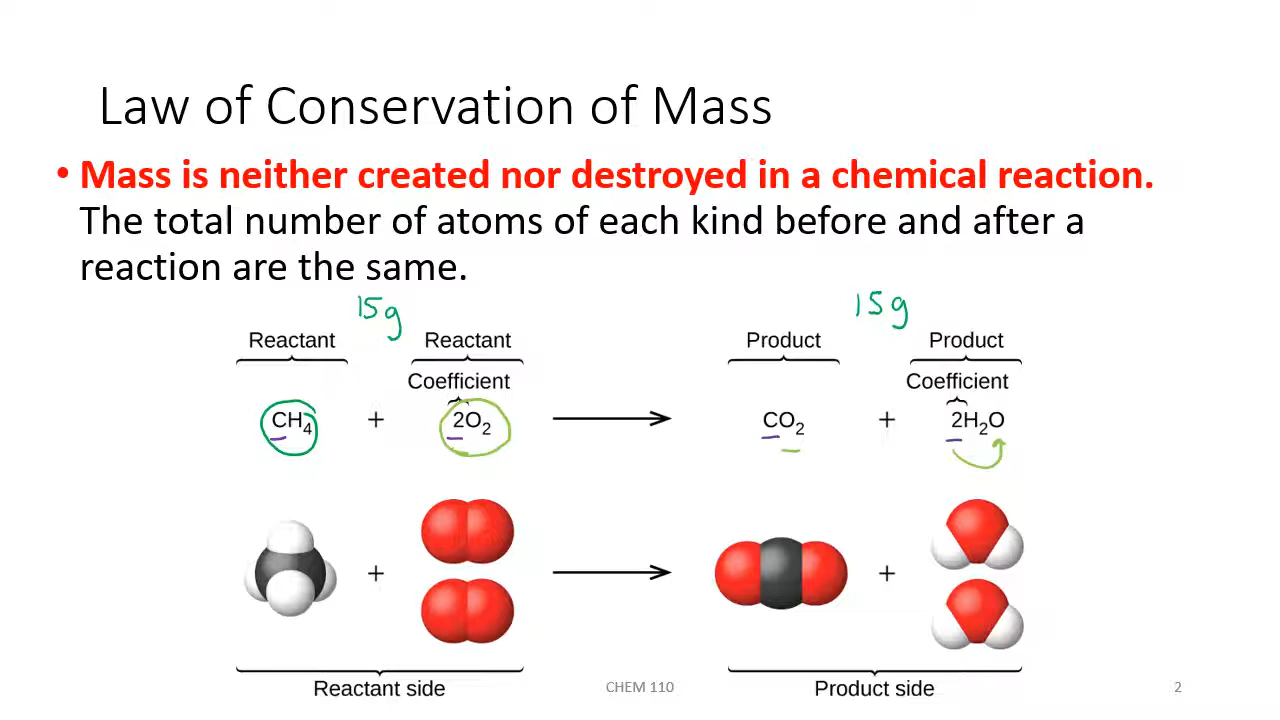 Law of Conservation of Mass
• Mass is neither created nor destroyed in a chemical reaction.
The total number of atoms of each kind before and after a
reaction are the same.
15g 15g
Reactant Reactant Product Product
Coefficient Coefficient
CH₄ + 2O₂ ⟶ CO₂ + 2H₂O
+ ⟶ +
Reactant side Product side
CHEM 110 2